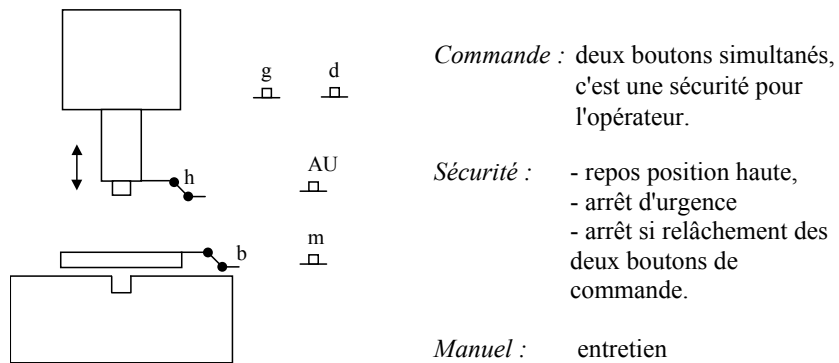 g d
h
AU
b
m
Commande : deux boutons simultanés,
c'est une sécurité pour
l'opérateur.
Sécurité : - repos position haute,
- arrêt d'urgence
- arrêt si relâchement des
deux boutons de
commande.
Manuel : entretien